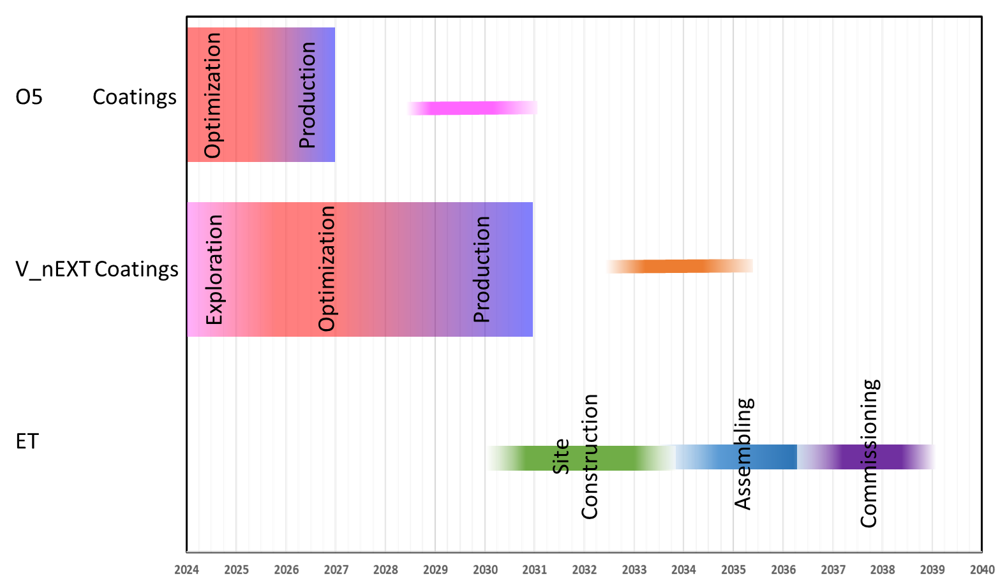 O5 Coatings
Optimization
Production
V_nEXT Coatings
Exploration
Optimization
Production
ET
Site
Construction
Assembling
Commissioning
2024 2025 2026 2027 2028 2029 2030 2031 2032 2033 2034 2035 2036 2037 2038 2039 2040